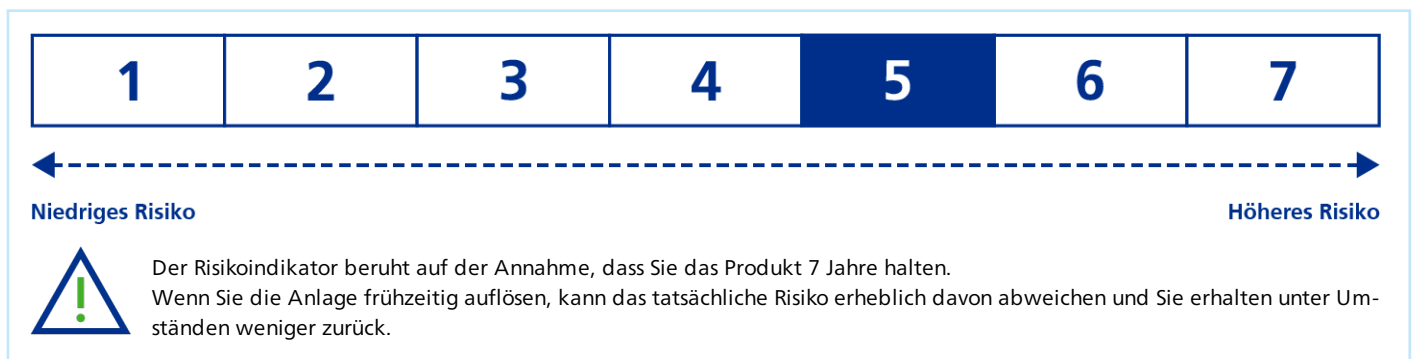 1 2 3 4 5 6 7
Niedriges Risiko Höheres Risiko
Der Risikoindikator beruht auf der Annahme, dass Sie das Produkt 7 Jahre halten.
Wenn Sie die Anlage frühzeitig auflösen, kann das tatsächliche Risiko erheblich davon abweichen und Sie erhalten unter Um-
ständen weniger zurück.